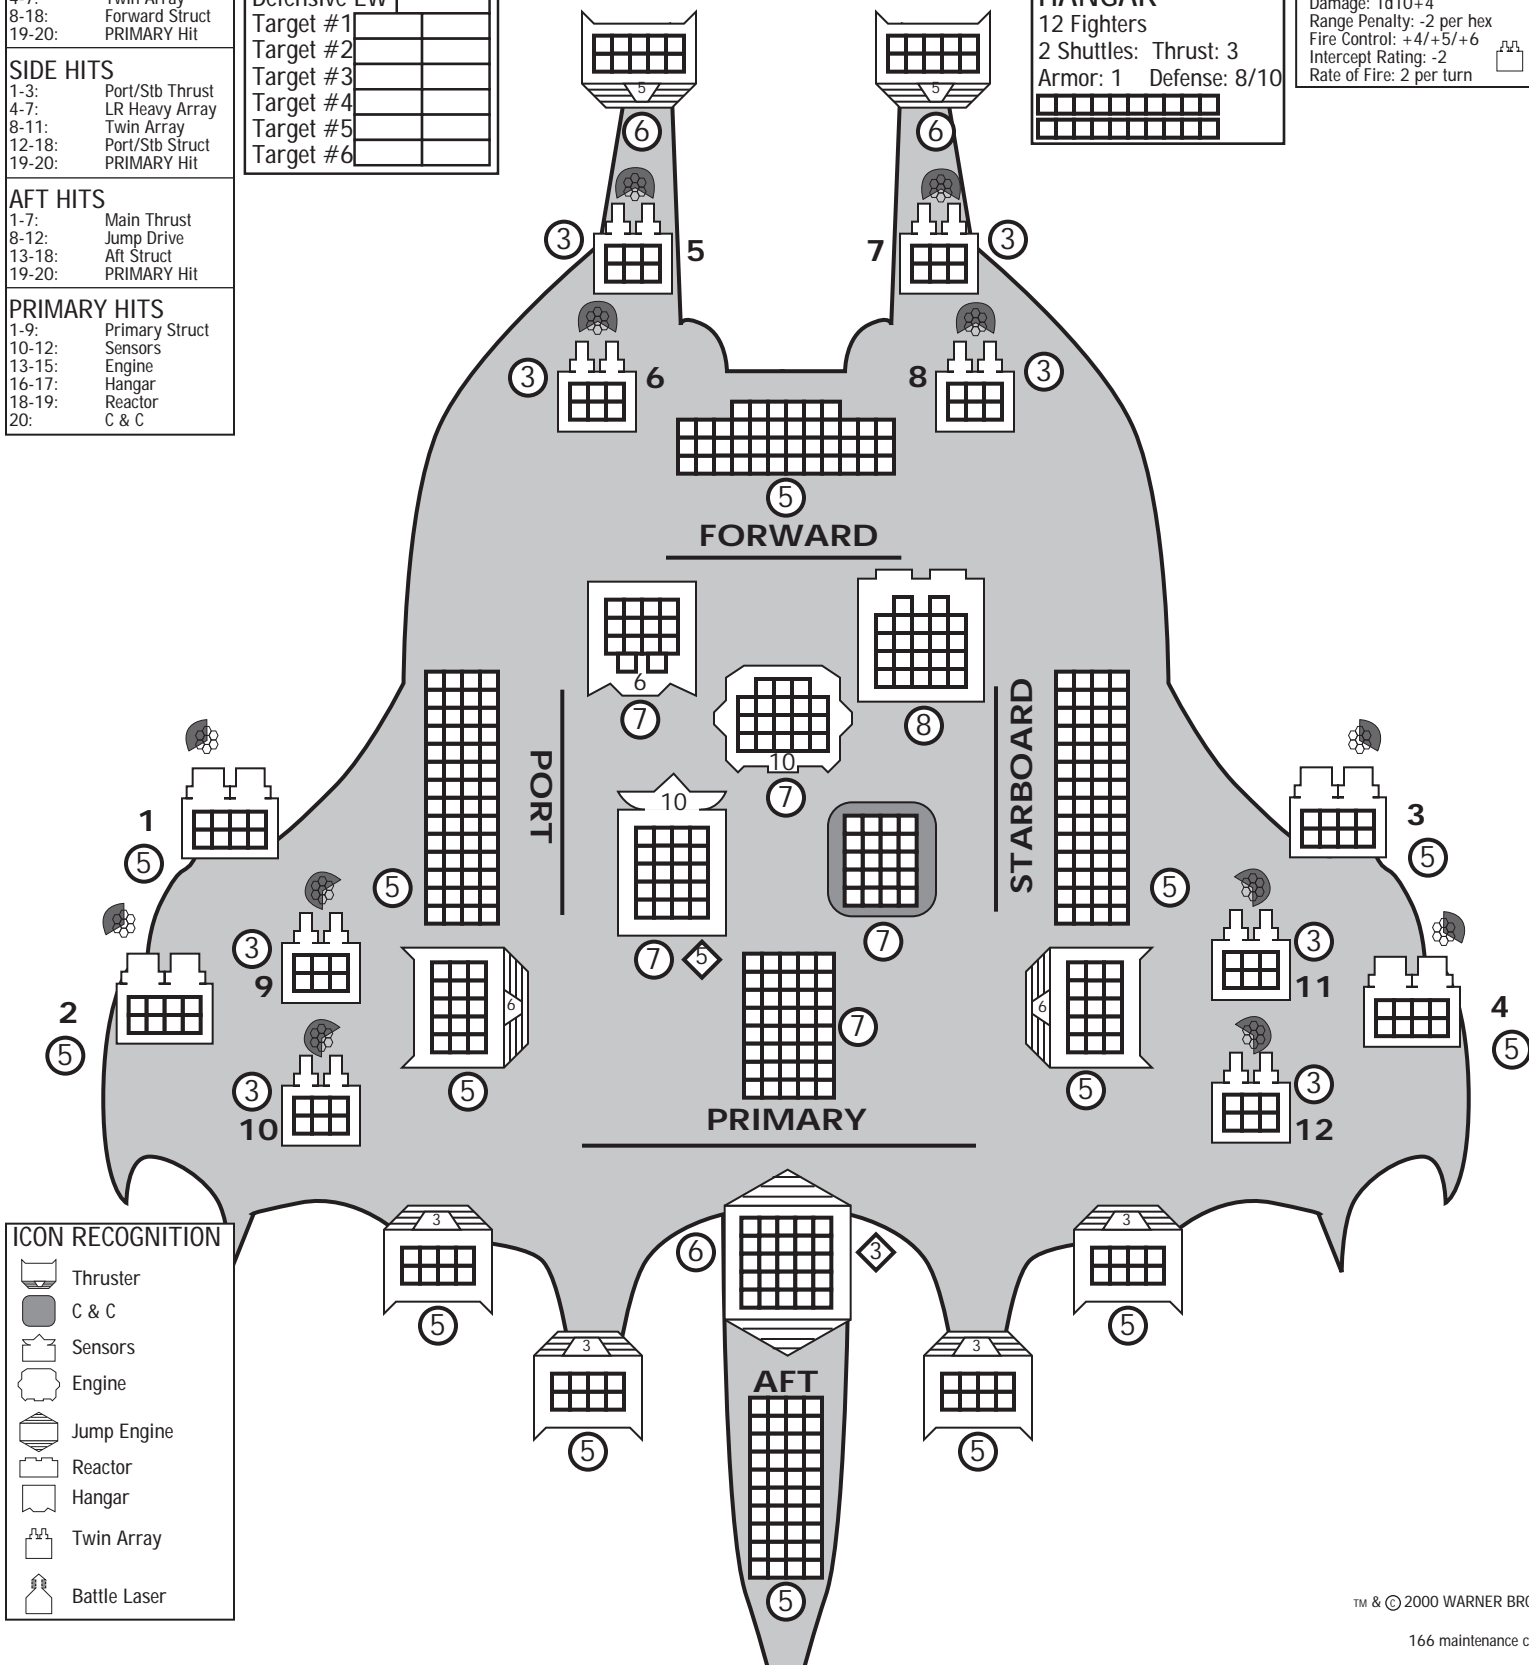 8-18: Forward Struct
19-20: PRIMARY Hit
SIDE HITS
1-3: Port/Stb Thrust
4-7: LR Heavy Array
8-11: Twin Array
12-18: Port/Stb Struct
19-20: PRIMARY Hit
AFT HITS
1-7: Main Thrust
8-12: Jump Drive
13-18: Aft Struct
19-20: PRIMARY Hit
PRIMARY HITS
1-9: Primary Struct
10-12: Sensors
13-15: Engine
16-17: Hangar
18-19: Reactor
20: C & C
Defensive EW
Target #1
Target #2
Target #3
Target #4
Target #5
Target #6
HANGAR
12 Fighters
2 Shuttles: Thrust: 3
Armor: 1 Defense: 8/10
Damage: 1d10+4
Range Penalty: -2 per hex
Fire Control: +4/+5/+6
Intercept Rating: -2
Rate of Fire: 2 per turn
5 5
6 6
3 5 7 3
3 6 8 3
5
FORWARD
6
7
10
7
8
PORT
STARBOARD
10
7 5
7
1
5
3
5
5 5
2
5
4
5
3
9
3
11
3
10
3
12
6
5
6
5
7
PRIMARY
3
5
3
5
6 3
3
5
3
5
AFT
5
ICON RECOGNITION
Thruster
C & C
Sensors
Engine
Jump Engine
Reactor
Hangar
Twin Array
Battle Laser
TM & © 2000 WARNER BRO
166 maintenance c